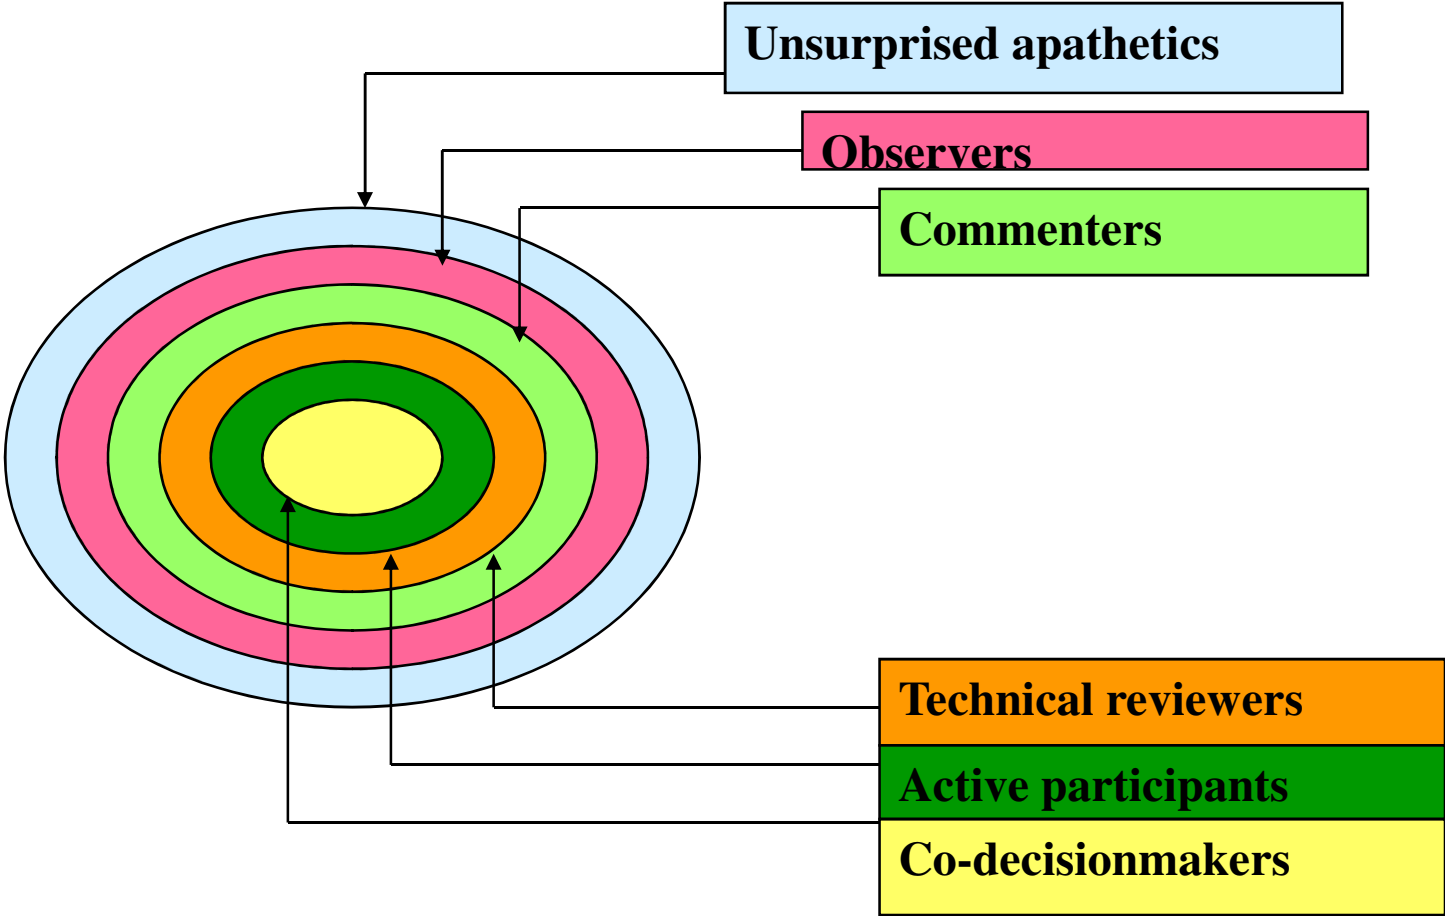 Unsurprised apathetics
Observers
Commenters
Technical reviewers
Active participants
Co-decisionmakers